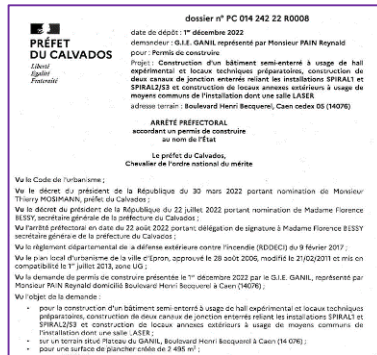 PRÉFET
DU CALVADOS
Liberté
Égalité
Fraternité
dossier n° PC 014 242 22 R0008
date de dépôt : 1er décembre 2022
demandeur : G.I.E. GANIL représenté par Monsieur PAIN Reynald
pour : Permis de construire
Projet : Construction d'un bâtiment semi-enterré à usage de hall
expérimental et locaux techniques préparatoires, construction de
deux canaux de jonction enterrés reliant les installations SPIRAL1 et
SPIRAL2/S3 et construction de locaux annexes extérieurs à usage de
moyens communs de l'installation dont une salle LASER
adresse terrain : Boulevard Henri Becquerel, Caen cedex 05 (14076)
ARRÊTÉ PRÉFECTORAL
accordant un permis de construire
au nom de l'État
Le préfet du Calvados,
Chevalier de l'ordre national du mérite
Vu le Code de l'urbanisme ;
Vu le décret du président de la République du 30 mars 2022 portant nomination de Monsieur
Thierry MOSIMANN, préfet du Calvados ;
Vu le décret du président de la République du 22 juillet 2022 portant nomination de Madame Florence
BESSY, secrétaire générale de la préfecture du Calvados ;
Vu l'arrêté préfectoral en date du 22 août 2022 portant délégation de signature à Madame Florence BESSY
secrétaire générale de la préfecture du Calvados ;
Vu le règlement départemental de la défense extérieure contre l'incendie (RDDECI) du 9 février 2017 ;
Vu le plan local d'urbanisme de la ville d'Epron, approuvé le 28 août 2006, modifié le 21/02/2011 et mis en
compatibilité le 1er juillet 2013, zone UG ;
Vu la demande de permis de construire présentée le 1er décembre 2022 par le G.I.E. GANIL, représenté par
Monsieur PAIN Reynald domicilié Boulevard Henri Becquerel à Caen (14076) ;
Vu l'objet de la demande :
• pour la construction d'un bâtiment semi-enterré à usage de hall expérimental et locaux techniques
préparatoires, construction de deux canaux de jonction enterrés reliant les installations SPIRAL1 et
SPIRAL2/S3 et construction de locaux annexes extérieurs à usage de moyens communs de
l'installation dont une salle LASER ;
• sur un terrain situé Plateau du GANIL, Boulevard Henri Becquerel à Caen (14 076) ;
• pour une surface de plancher créée de 2 495 m² ;